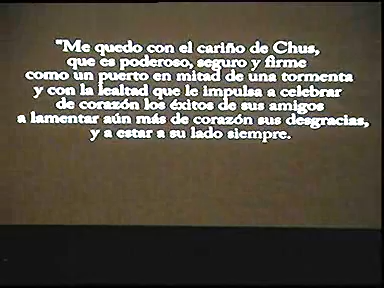 "Me quedo con el cariño de Chus,
que es poderoso, seguro y firme
como un puerto en mitad de una tormenta
y con la lealtad que le impulsa a celebrar
de corazón los éxitos de sus amigos
a lamentar aún más de corazón sus desgracias,
y a estar a su lado siempre.